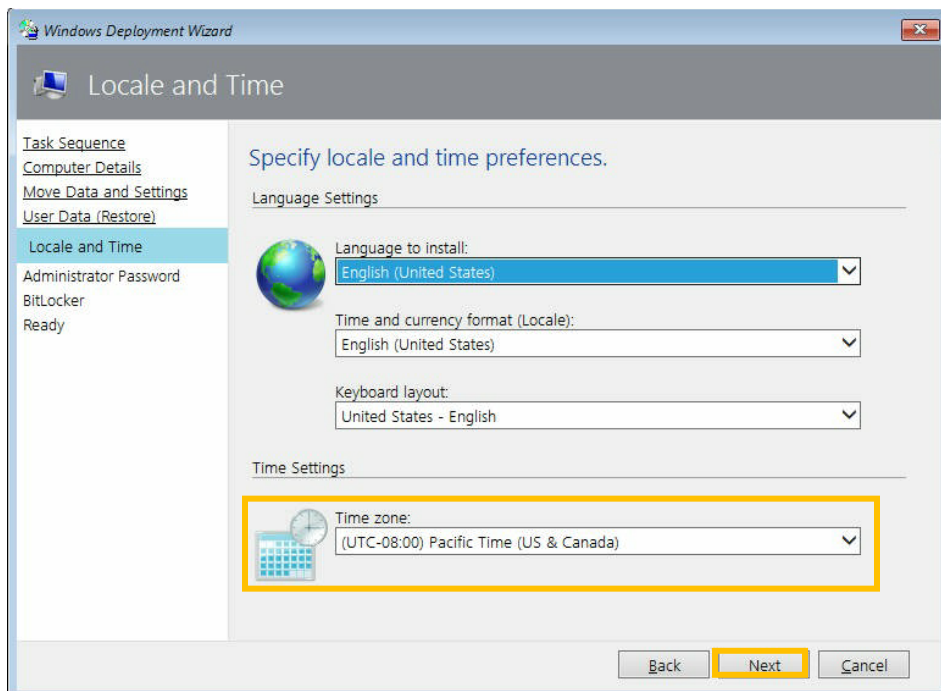 Windows Deployment Wizard
Locale and Time
Task Sequence
Computer Details
Move Data and Settings
User Data (Restore)
Locale and Time
Administrator Password
BitLocker
Ready
Specify locale and time preferences.
Language Settings
Language to install:
English (United States)
Time and currency format (Locale):
English (United States)
Keyboard layout:
United States - English
Time Settings
Time zone:
(UTC-08:00) Pacific Time (US & Canada)
Back Next Cancel